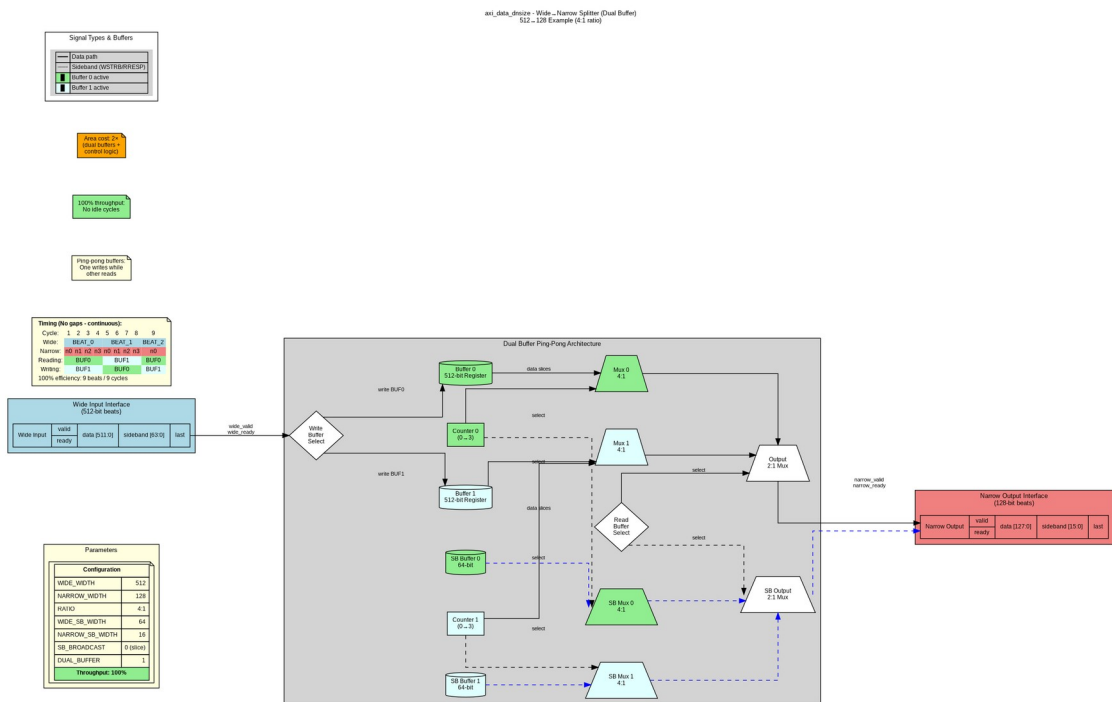 axi_data_dnsize - Wide→Narrow Splitter (Dual Buffer)
512→128 Example (4:1 ratio)
Signal Types & Buffers
Data path
Sideband (WSTRB/RRESP)
Buffer 0 active
Buffer 1 active
Area cost: 2×
(dual buffers +
control logic)
100% throughput:
No idle cycles
Ping-pong buffers:
One writes while
other reads
Timing (No gaps - continuous):
Cycle: 1 2 3 4 5 6 7 8 9
Wide: BEAT_0 BEAT_1 BEAT_2
Narrow: n0 n1 n2 n3 n0 n1 n2 n3 n0
Reading: BUF0 BUF1 BUF0
Writing: BUF1 BUF0 BUF1
100% efficiency: 9 beats / 9 cycles
Wide Input Interface
(512-bit beats)
Wide Input
valid
ready
data [511:0]
sideband [63:0]
last
wide_valid
wide_ready
Dual Buffer Ping-Pong Architecture
Write
Buffer
Select
write BUF0
write BUF1
Buffer 0
512-bit Register
Counter 0
(0→3)
Buffer 1
512-bit Register
SB Buffer 0
64-bit
Counter 1
(0→3)
SB Buffer 1
64-bit
data slices
select
select
data slices
select
select
Mux 0
4:1
Mux 1
4:1
Read
Buffer
Select
SB Mux 0
4:1
SB Mux 1
4:1
select
select
Output
2:1 Mux
SB Output
2:1 Mux
narrow_valid
narrow_ready
Narrow Output Interface
(128-bit beats)
Narrow Output
valid
ready
data [127:0]
sideband [15:0]
last
Parameters
Configuration
WIDE_WIDTH 512
NARROW_WIDTH 128
RATIO 4:1
WIDE_SB_WIDTH 64
NARROW_SB_WIDTH 16
SB_BROADCAST 0 (slice)
DUAL_BUFFER 1
Throughput: 100%